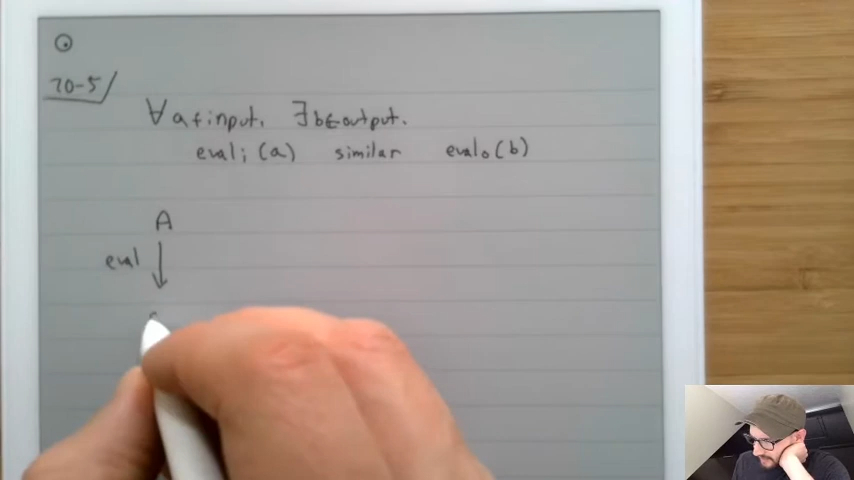 70-5/
∀a∈input. ∃b∈output.
evalᵢ(a) similar evalₒ(b)
A
eval ↓